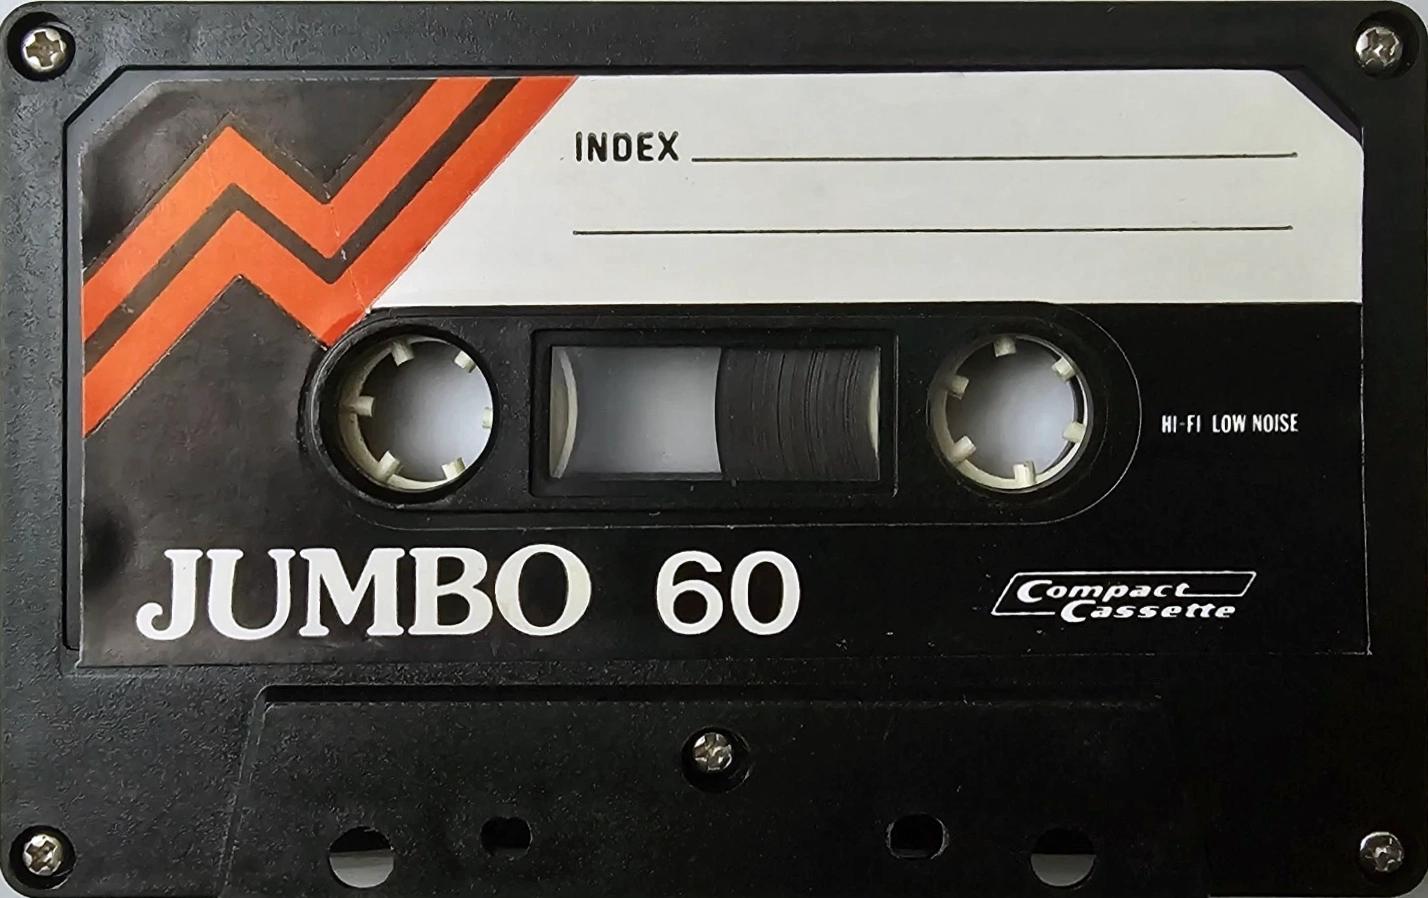 INDEX
HI-FI LOW NOISE
JUMBO 60
Compact
Cassette